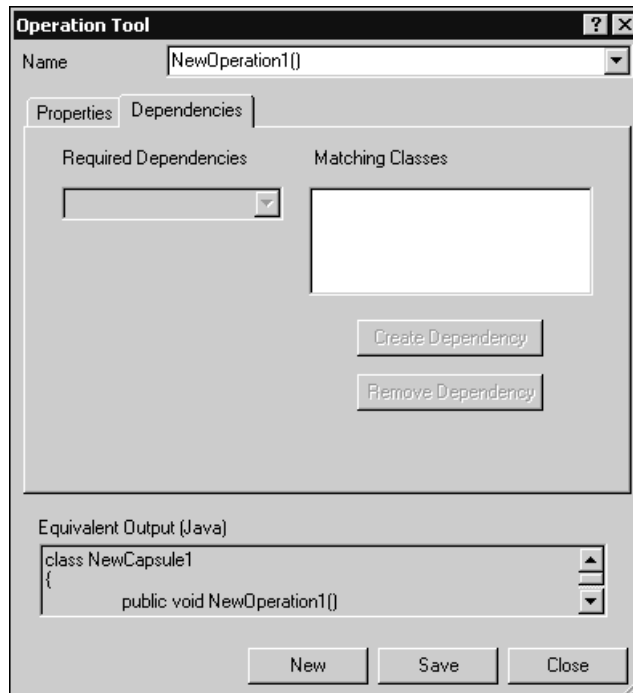 Operation Tool
Name NewOperation1()
Properties Dependencies
Required Dependencies Matching Classes
Create Dependency
Remove Dependency
Equivalent Output (Java)
class NewCapsule1
{
public void NewOperation1()
New Save Close